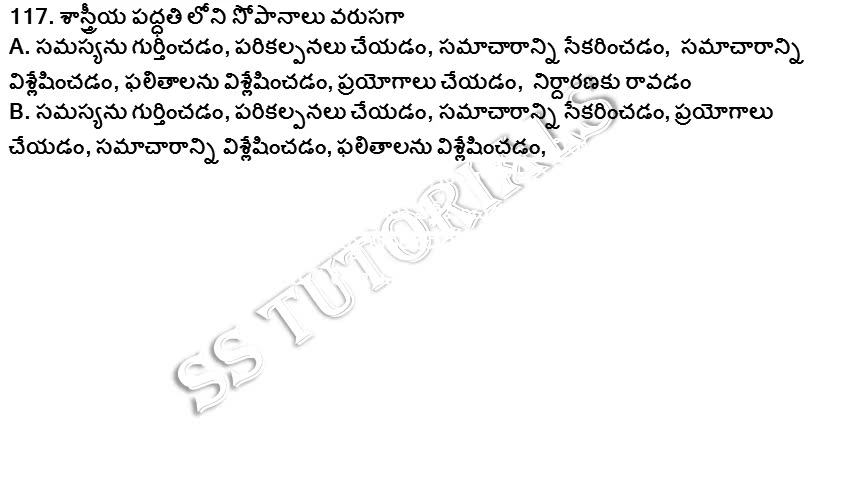 117. శాస్త్రీయ పద్ధతి లోని సోపానాలు వరుసగా
A. సమస్యను గుర్తించడం, పరికల్పనలు చేయడం, సమాచారాన్ని సేకరించడం, సమాచారాన్ని
విశ్లేషించడం, ఫలితాలను విశ్లేషించడం, ప్రయోగాలు చేయడం, నిర్దారణకు రావడం
B. సమస్యను గుర్తించడం, పరికల్పనలు చేయడం, సమాచారాన్ని సేకరించడం, ప్రయోగాలు
చేయడం, సమాచారాన్ని విశ్లేషించడం, ఫలితాలను విశ్లేషించడం,
SS TUTORIALS